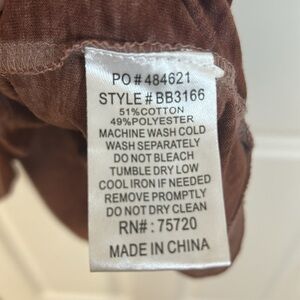 PO # 484621
STYLE # BB3166
51%COTTON
49%POLYESTER
MACHINE WASH COLD
WASH SEPARATELY
DO NOT BLEACH
TUMBLE DRY LOW
COOL IRON IF NEEDED
REMOVE PROMPTLY
DO NOT DRY CLEAN
RN# : 75720
MADE IN CHINA